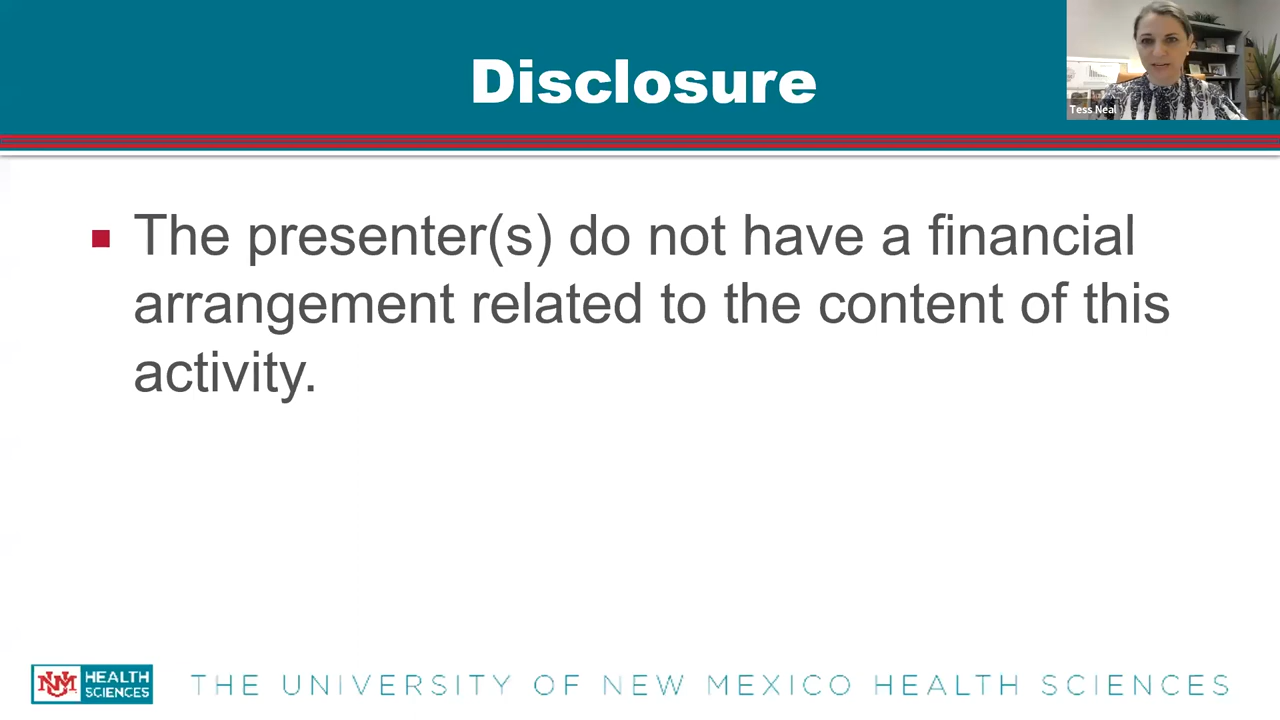 Disclosure
Tess Neal
The presenter(s) do not have a financial
arrangement related to the content of this
activity.
UNM HEALTH
SCIENCES
THE UNIVERSITY OF NEW MEXICO HEALTH SCIENCES